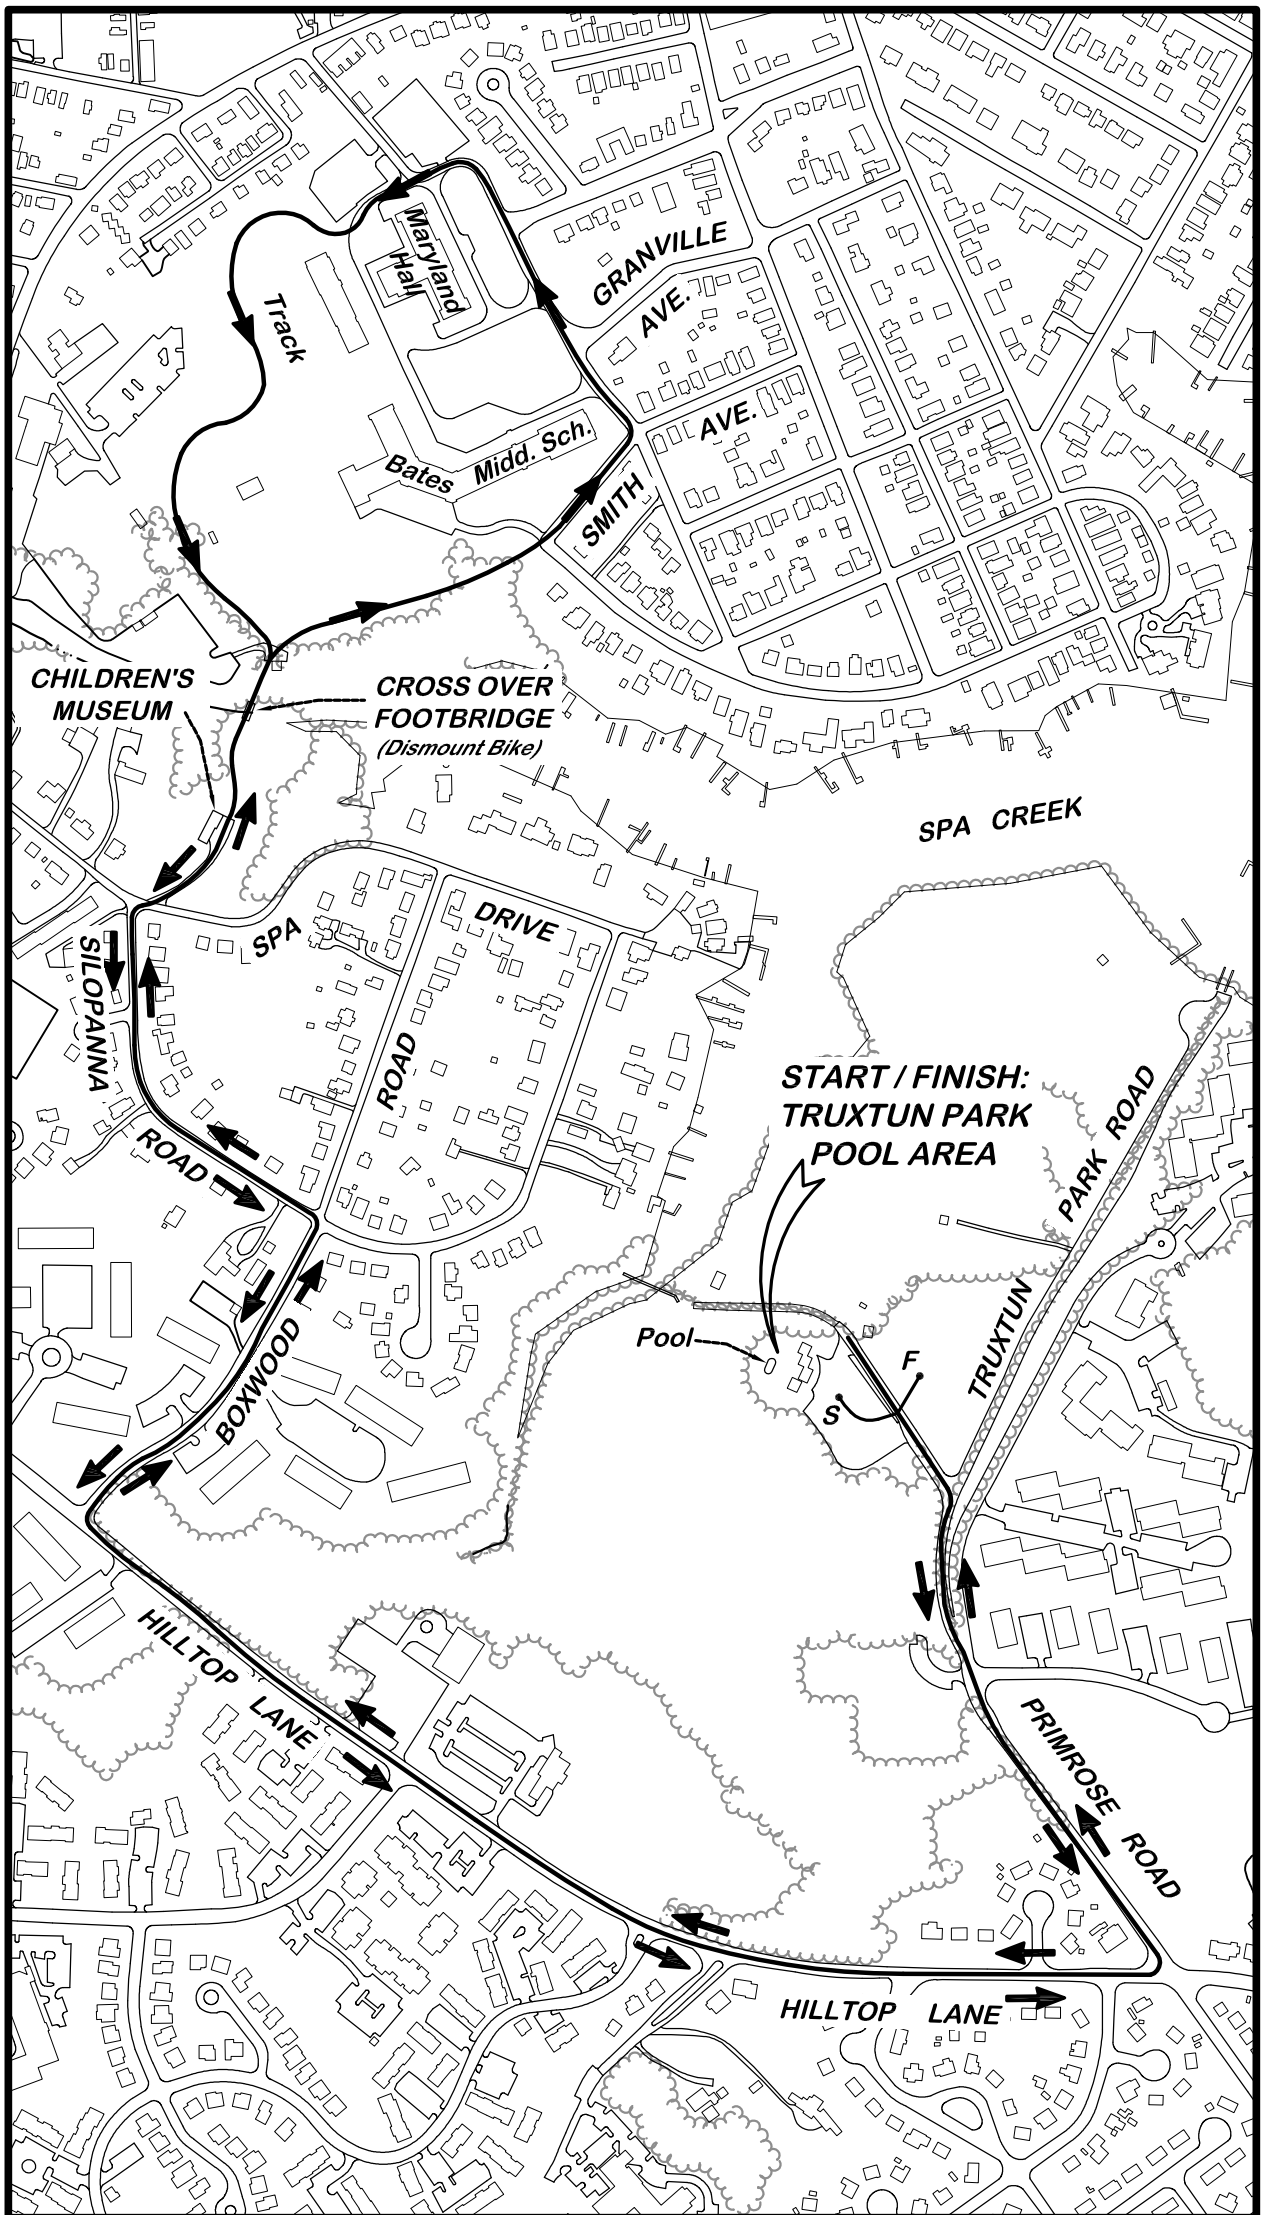 Maryland
Hall
GRANVILLE
AVE.
Track
AVE.
Bates Midd. Sch.
SMITH
CHILDREN'S
MUSEUM
CROSS OVER
FOOTBRIDGE
(Dismount Bike)
SPA CREEK
SPA
DRIVE
SILOPANNA
ROAD
ROAD
START / FINISH:
TRUXTUN PARK
POOL AREA
TRUXTUN PARK ROAD
Pool
F
S
BOXWOOD
HILLTOP
LANE
PRIMROSE ROAD
HILLTOP LANE